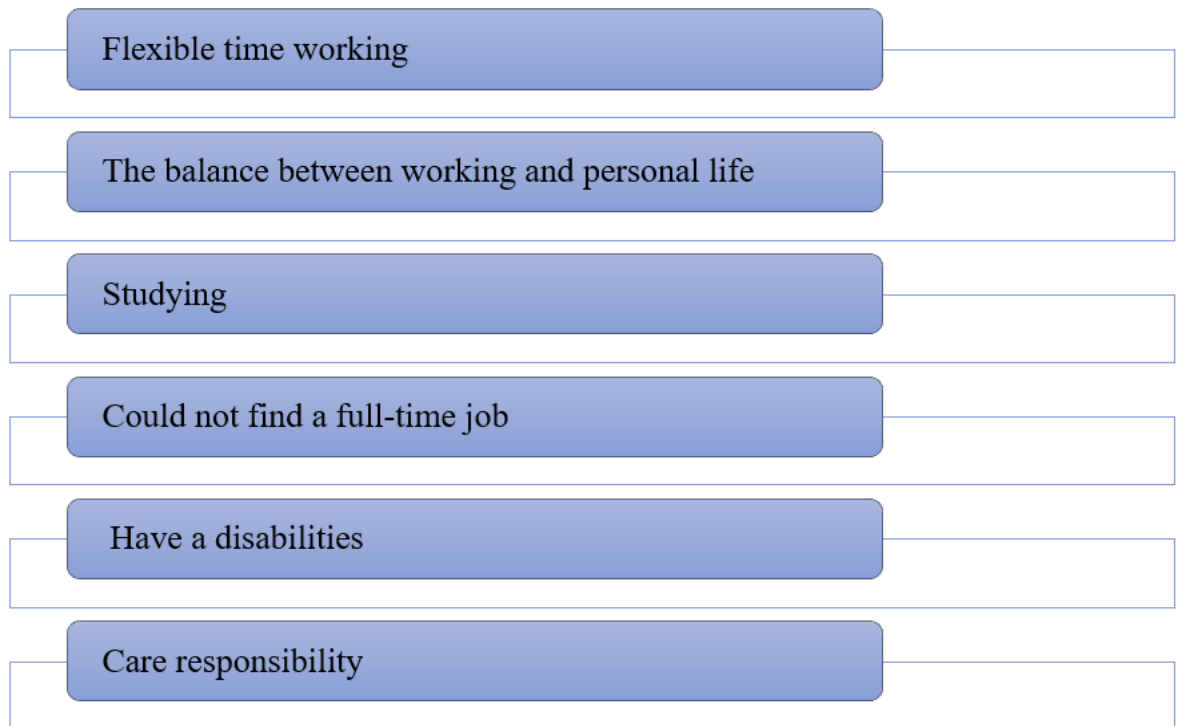 Flexible time working
The balance between working and personal life
Studying
Could not find a full-time job
Have a disabilities
Care responsibility